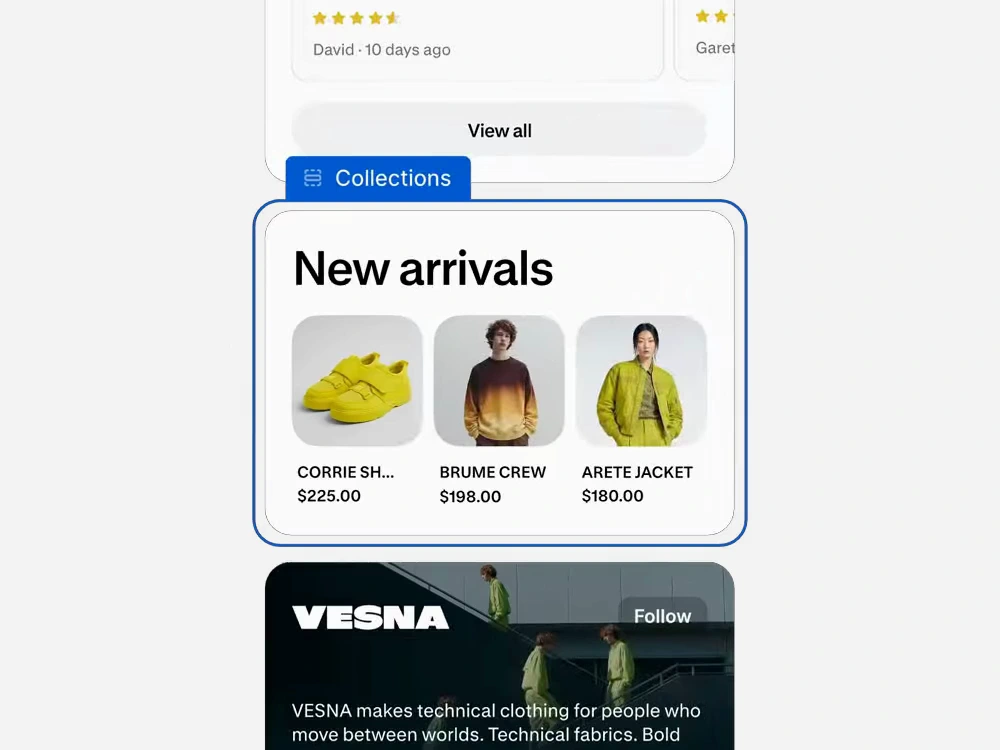 David · 10 days ago
Garet
View all
Collections
New arrivals
CORRIE SH...
$225.00
BRUME CREW
$198.00
ARETE JACKET
$180.00
VESNA
Follow
VESNA makes technical clothing for people who
move between worlds. Technical fabrics. Bold